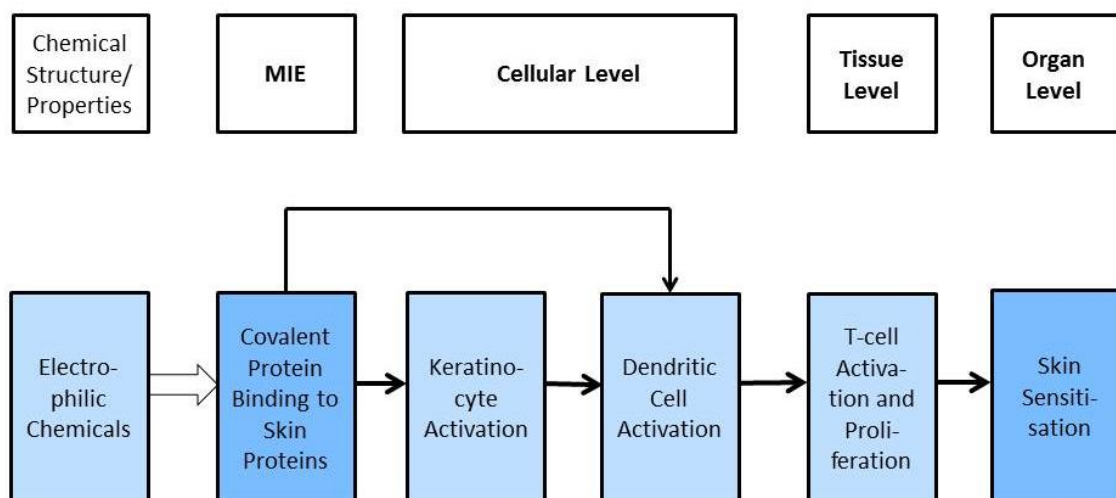 Chemical
Structure/
Properties
MIE
Cellular Level
Tissue
Level
Organ
Level
Electro-
philic
Chemicals
Covalent
Protein
Binding to
Skin
Proteins
Keratino-
cyte
Activation
Dendritic
Cell
Activation
T-cell
Activa-
tion and
Proli-
feration
Skin
Sensiti-
sation